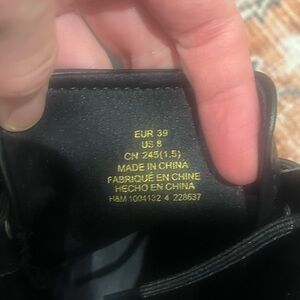 EUR 39
US 8
CN 245(1.5)
MADE IN CHINA
FABRIQUÉ EN CHINE
HECHO EN CHINA
H&M 1004132 4 228637